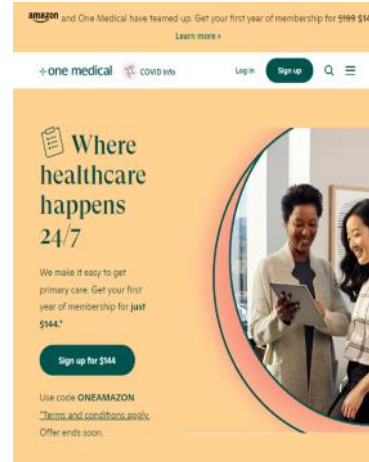 amazon and One Medical have teamed up. Get your first year of membership for $199 $14
Learn more ›
one medical COVID Info Log in Sign up
Where
healthcare
happens
24/7
We make it easy to get
primary care. Get your first
year of membership for just
$144.*
Sign up for $144
Use code ONEAMAZON
*Terms and conditions apply.
Offer ends soon.